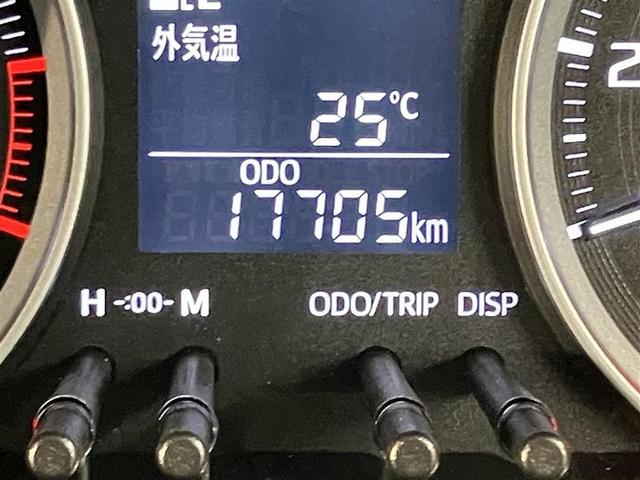 外気温
25℃
ODO
17705km
H -:00- M ODO/TRIP DISP